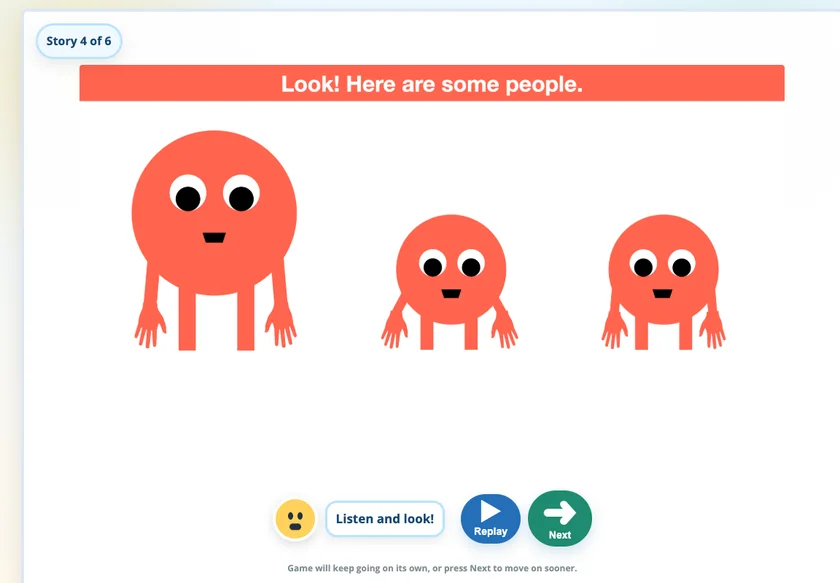 Story 4 of 6
Look! Here are some people.
Listen and look!
Replay
Next
Game will keep going on its own, or press Next to move on sooner.